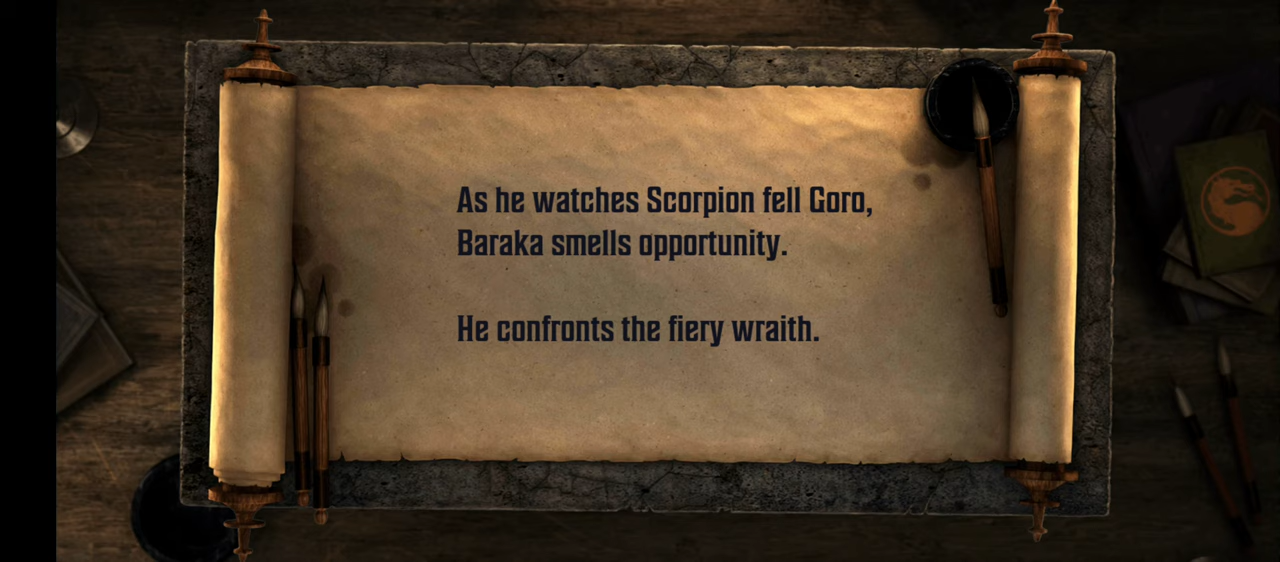 As he watches Scorpion fell Goro,
Baraka smells opportunity.
He confronts the fiery wraith.